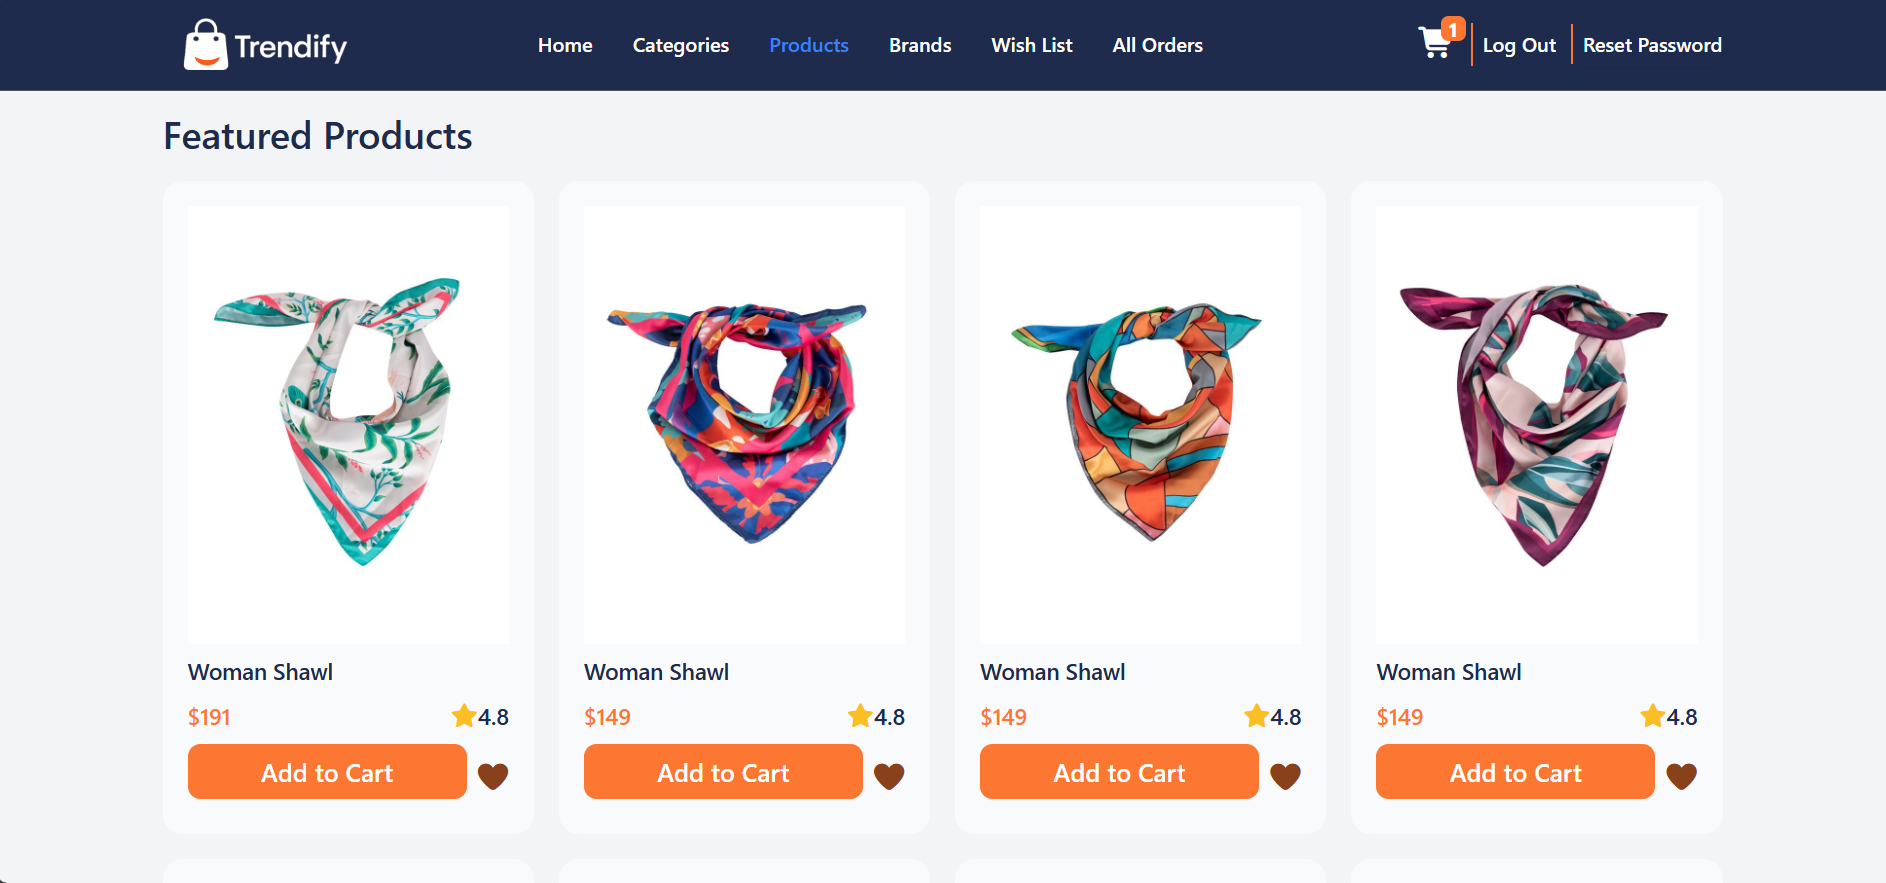 Trendify Home Categories Products Brands Wish List All Orders 1 Log Out Reset Password
Featured Products
Woman Shawl Woman Shawl Woman Shawl Woman Shawl
$191 4.8 $149 4.8 $149 4.8 $149 4.8
Add to Cart Add to Cart Add to Cart Add to Cart